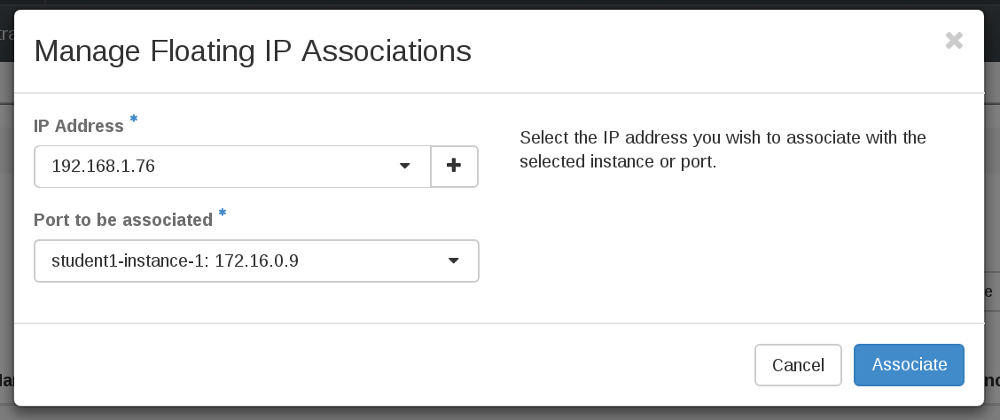 Manage Floating IP Associations
IP Address *
192.168.1.76
Port to be associated *
student1-instance-1: 172.16.0.9
Select the IP address you wish to associate with the
selected instance or port.
Cancel
Associate